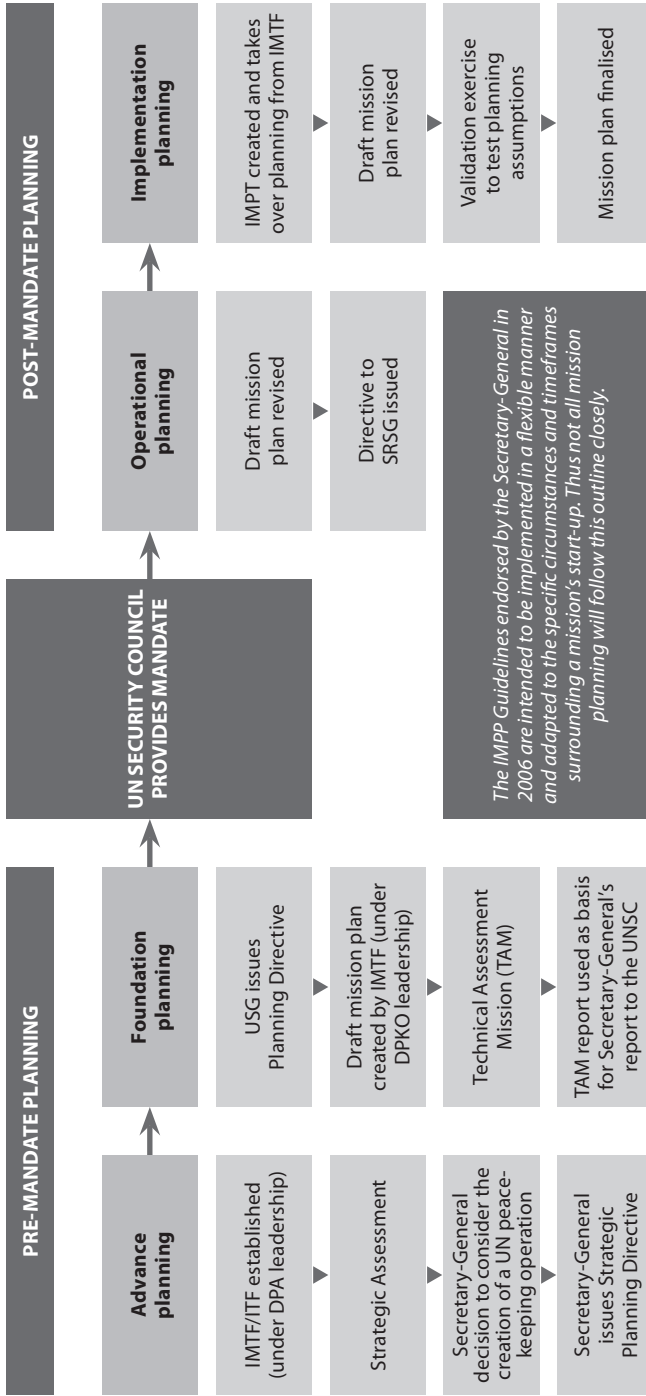 PRE-MANDATE PLANNING
Advance
planning
IMTF/ITF established
(under DPA leadership)
Strategic Assessment
Secretary-General
decision to consider the
creation of a UN peace-
keeping operation
Secretary-General
issues Strategic
Planning Directive
Foundation
planning
USG issues
Planning Directive
Draft mission plan
created by IMTF (under
DPKO leadership)
Technical Assessment
Mission (TAM)
TAM report used as basis
for Secretary-General's
report to the UNSC
UN SECURITY COUNCIL
PROVIDES MANDATE
POST-MANDATE PLANNING
Operational
planning
Draft mission
plan revised
Directive to
SRSG issued
Implementation
planning
IMPT created and takes
over planning from IMTF
Draft mission
plan revised
Validation exercise
to test planning
assumptions
Mission plan finalised
The IMPP Guidelines endorsed by the Secretary-General in
2006 are intended to be implemented in a flexible manner
and adapted to the specific circumstances and timeframes
surrounding a mission's start-up. Thus not all mission
planning will follow this outline closely.